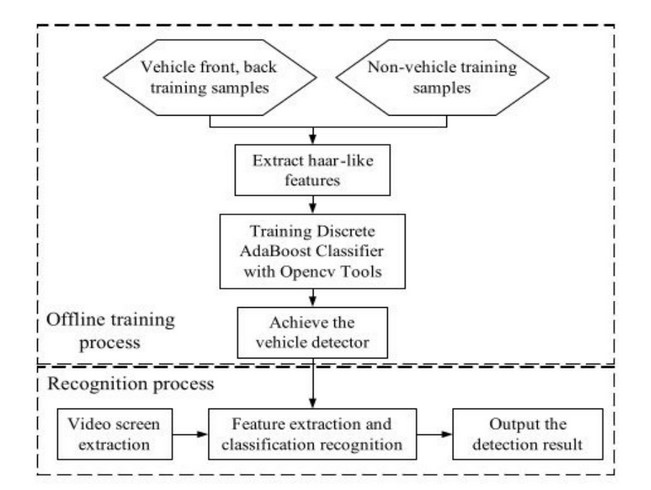 Vehicle front, back
training samples
Non-vehicle training
samples
Extract haar-like
features
Training Discrete
AdaBoost Classifier
with Opencv Tools
Offline training
process
Achieve the
vehicle detector
Recognition process
Video screen
extraction
Feature extraction and
classification recognition
Output the
detection result